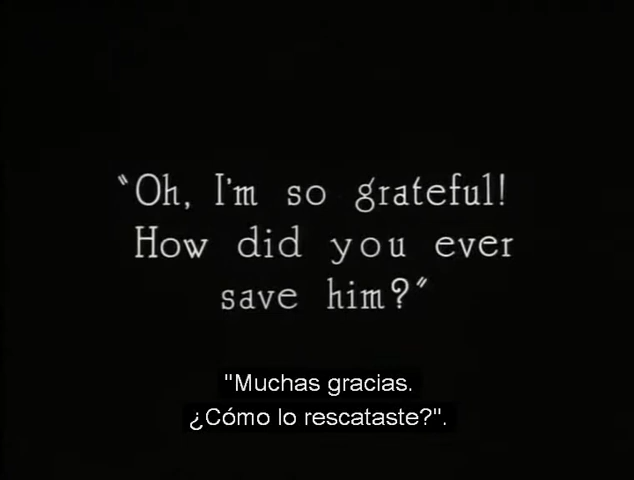 "Oh, I'm so grateful!
How did you ever
save him?"
"Muchas gracias.
¿Cómo lo rescataste?".